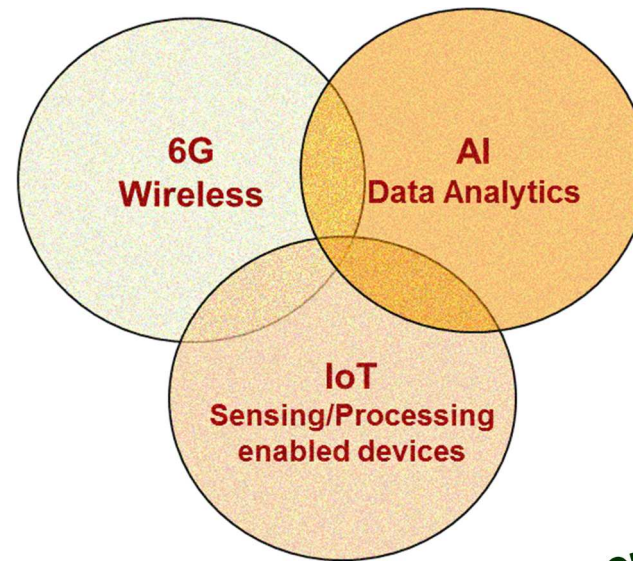 6G
Wireless
AI
Data Analytics
IoT
Sensing/Processing
enabled devices